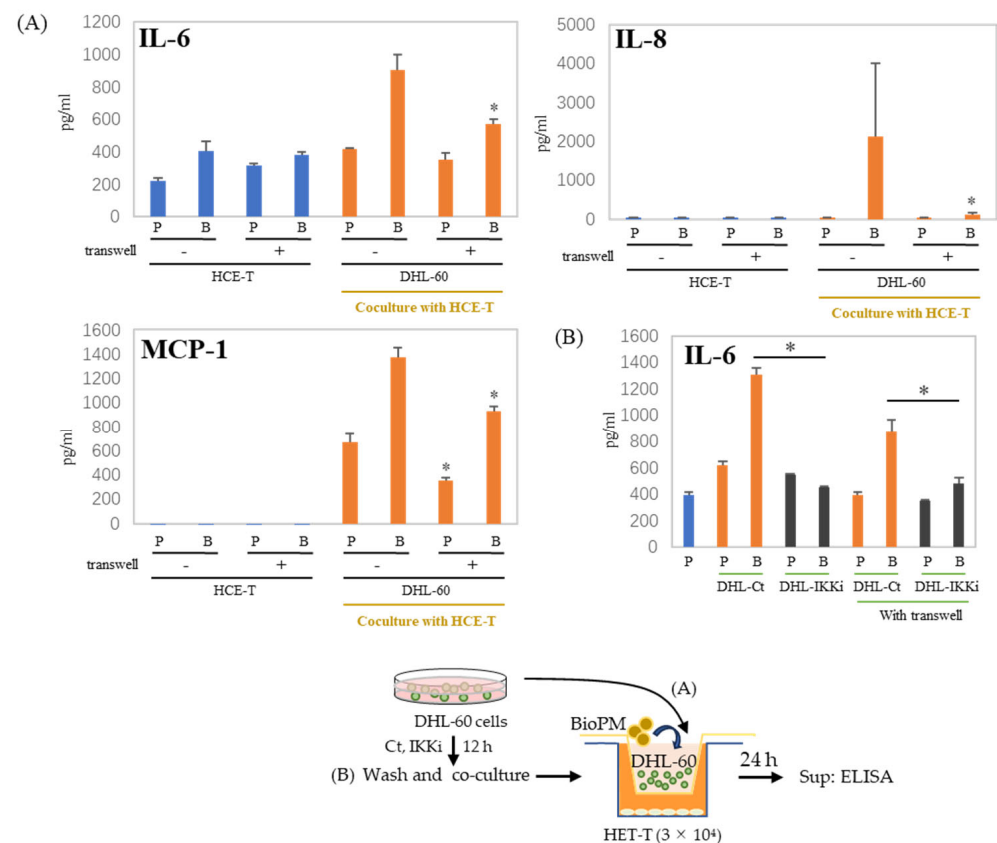 (A)
IL-6
1200
1000
800
600
400
200
0
pg/ml
*
P B P B P B P B
transwell - + - +
HCE-T DHL-60
Coculture with HCE-T
IL-8
5000
4000
3000
2000
1000
0
pg/ml
*
P B P B P B P B
transwell - + - +
HCE-T DHL-60
Coculture with HCE-T
MCP-1
1600
1400
1200
1000
800
600
400
200
0
pg/ml
* *
P B P B P B P B
transwell - + - +
HCE-T DHL-60
Coculture with HCE-T
(B)
IL-6
1600
1400
1200
1000
800
600
400
200
0
pg/ml
* *
P P B P B P B P B
DHL-Ct DHL-IKKi DHL-Ct DHL-IKKi
With transwell
DHL-60 cells
Ct, IKKi 12 h
(B) Wash and co-culture
(A)
BioPM
DHL-60
HET-T (3 × 10⁴)
24 h
Sup: ELISA